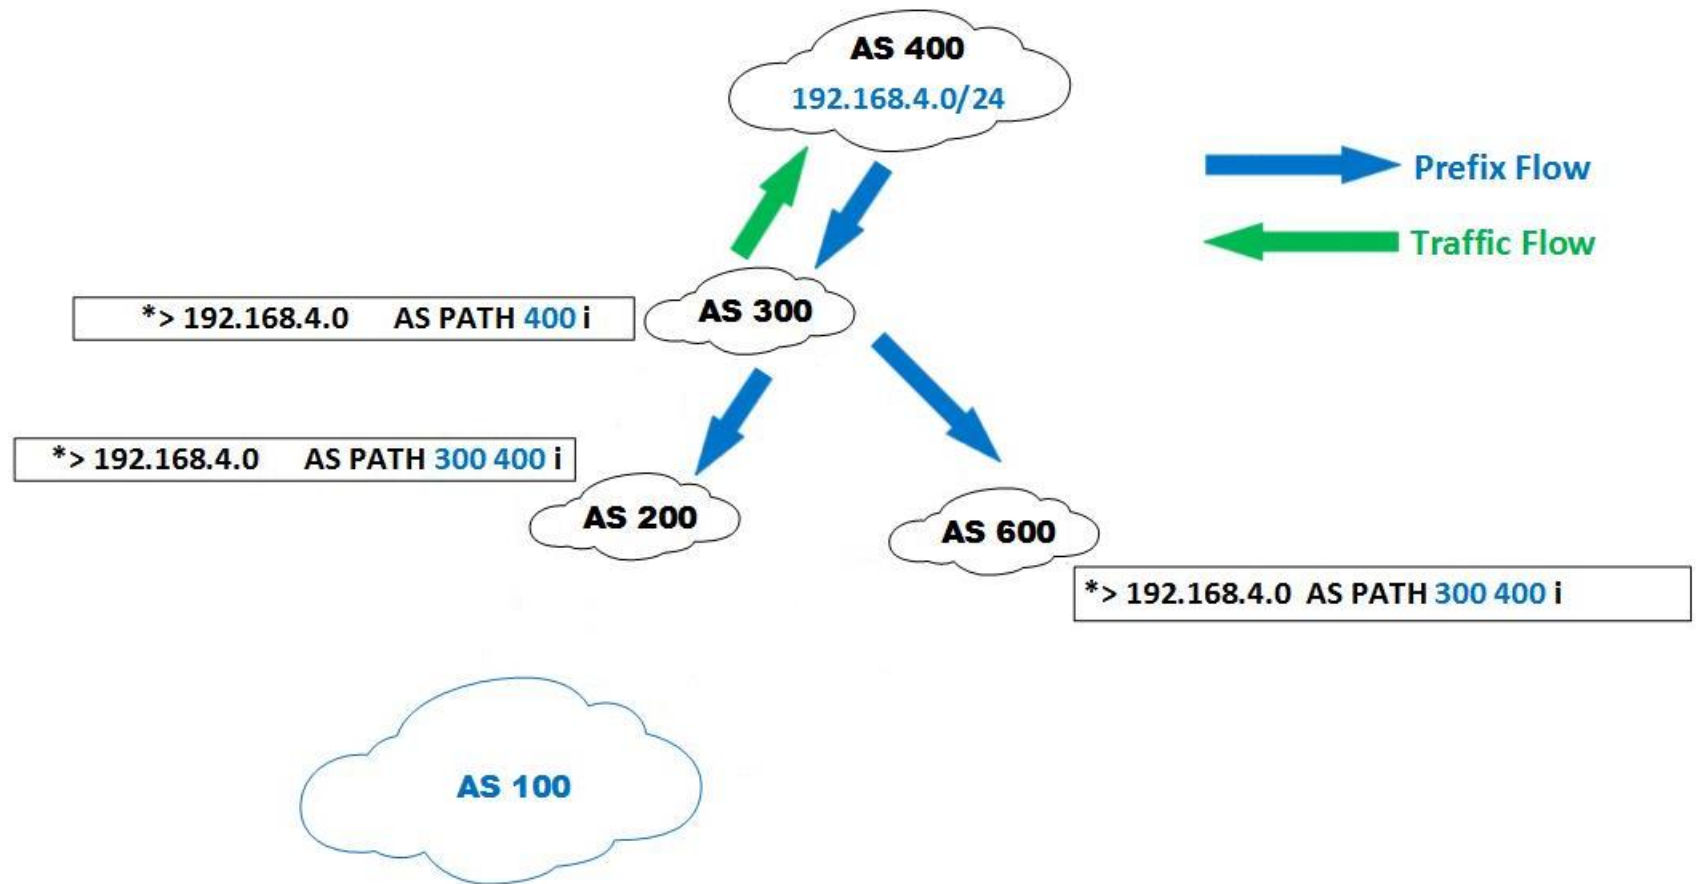 AS 400
192.168.4.0/24
Prefix Flow
Traffic Flow
*> 192.168.4.0 AS PATH 400 i
AS 300
*> 192.168.4.0 AS PATH 300 400 i
AS 200
AS 600
*> 192.168.4.0 AS PATH 300 400 i
AS 100